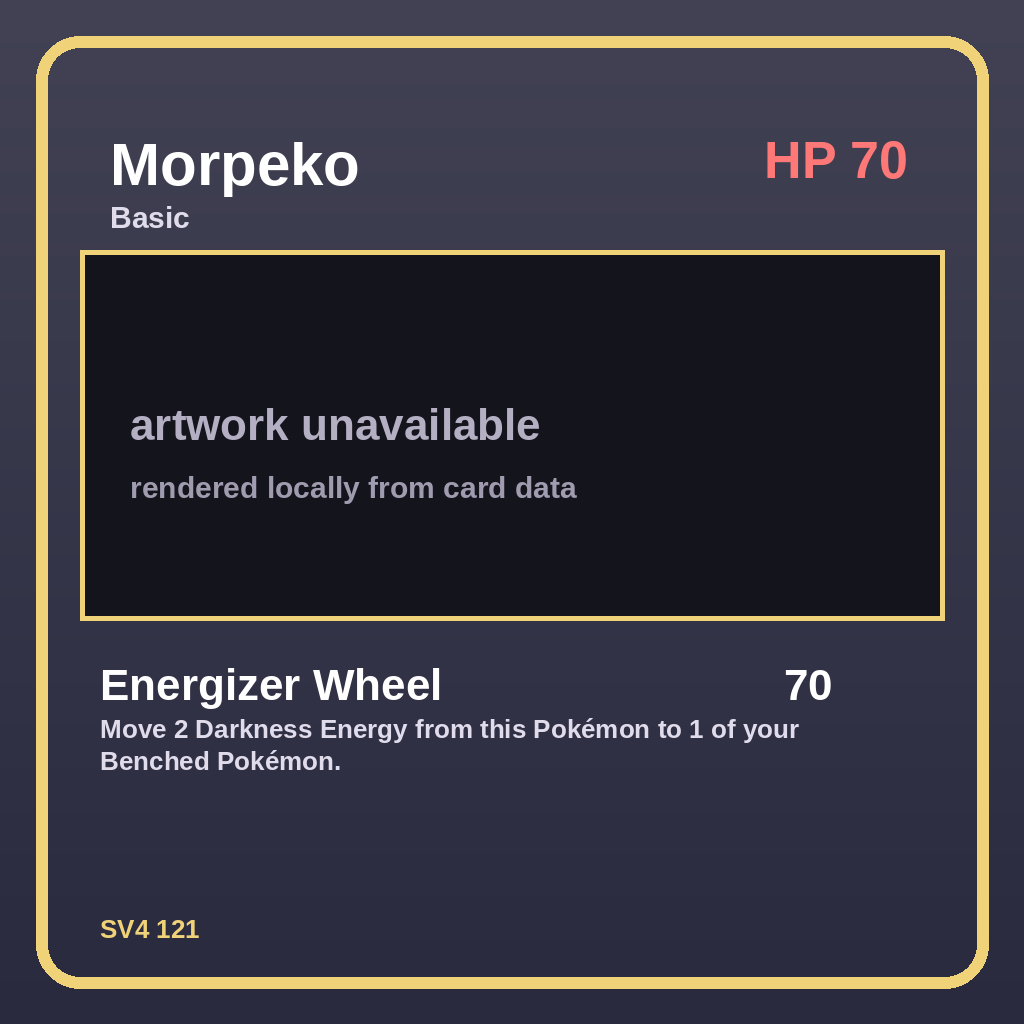 Morpeko
HP 70
Basic
artwork unavailable
rendered locally from card data
Energizer Wheel 70
Move 2 Darkness Energy from this Pokémon to 1 of your
Benched Pokémon.
SV4 121